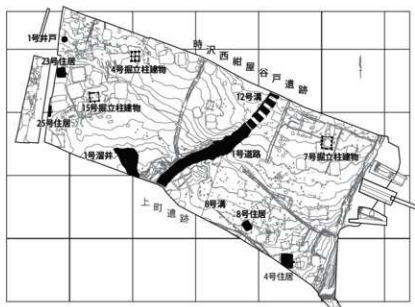 1号井戸
23号住居
4号掘立柱建物
時沢西紺屋谷戸遺跡
15号掘立柱建物
12号溝
25号住居
1号溜井
1号道路
7号掘立柱建物
上町遺跡
8号溝
8号住居
4号住居